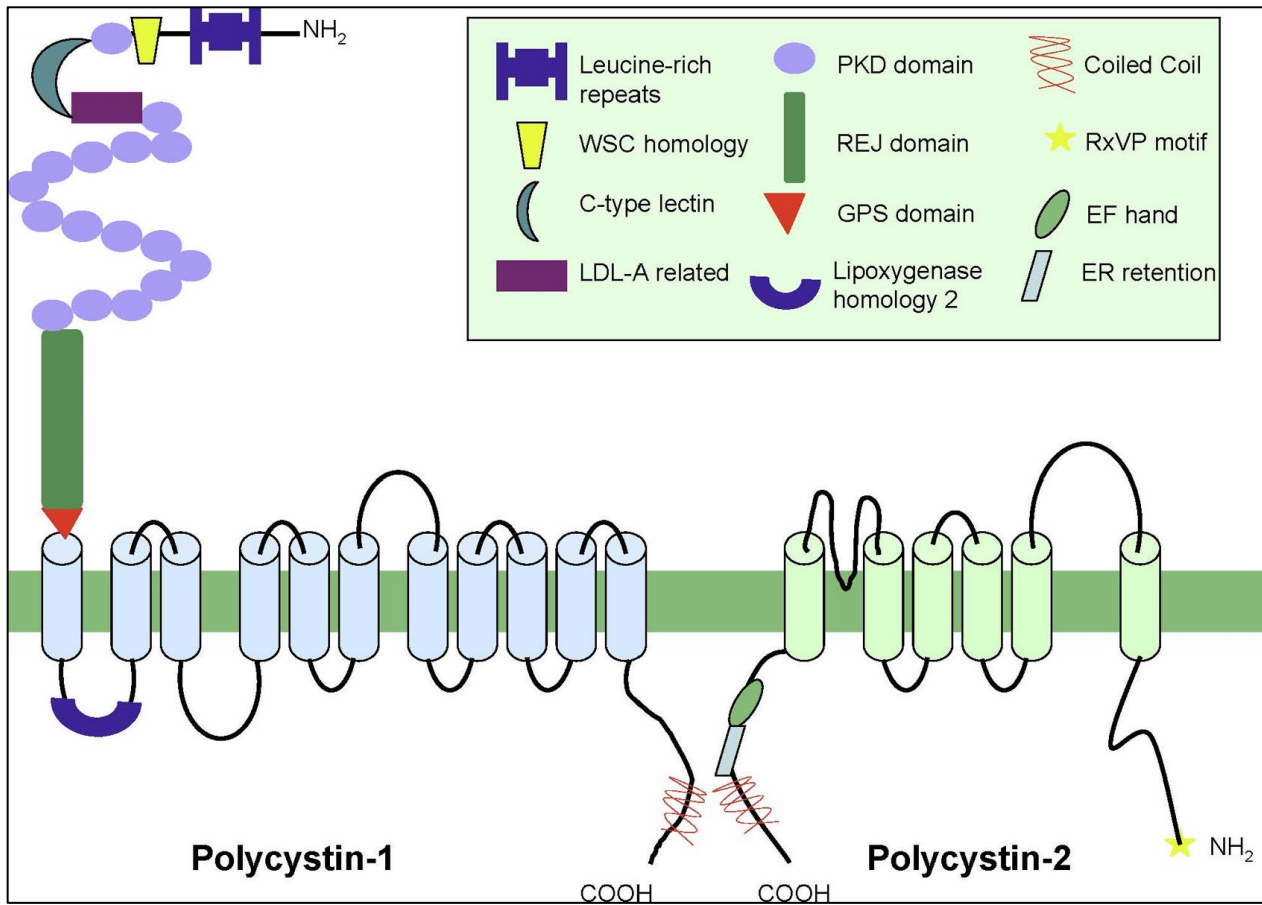 NH2
Leucine-rich
repeats
WSC homology
C-type lectin
LDL-A related
PKD domain
REJ domain
GPS domain
Lipoxygenase
homology 2
Coiled Coil
RxVP motif
EF hand
ER retention
Polycystin-1
Polycystin-2
NH2
COOH
COOH